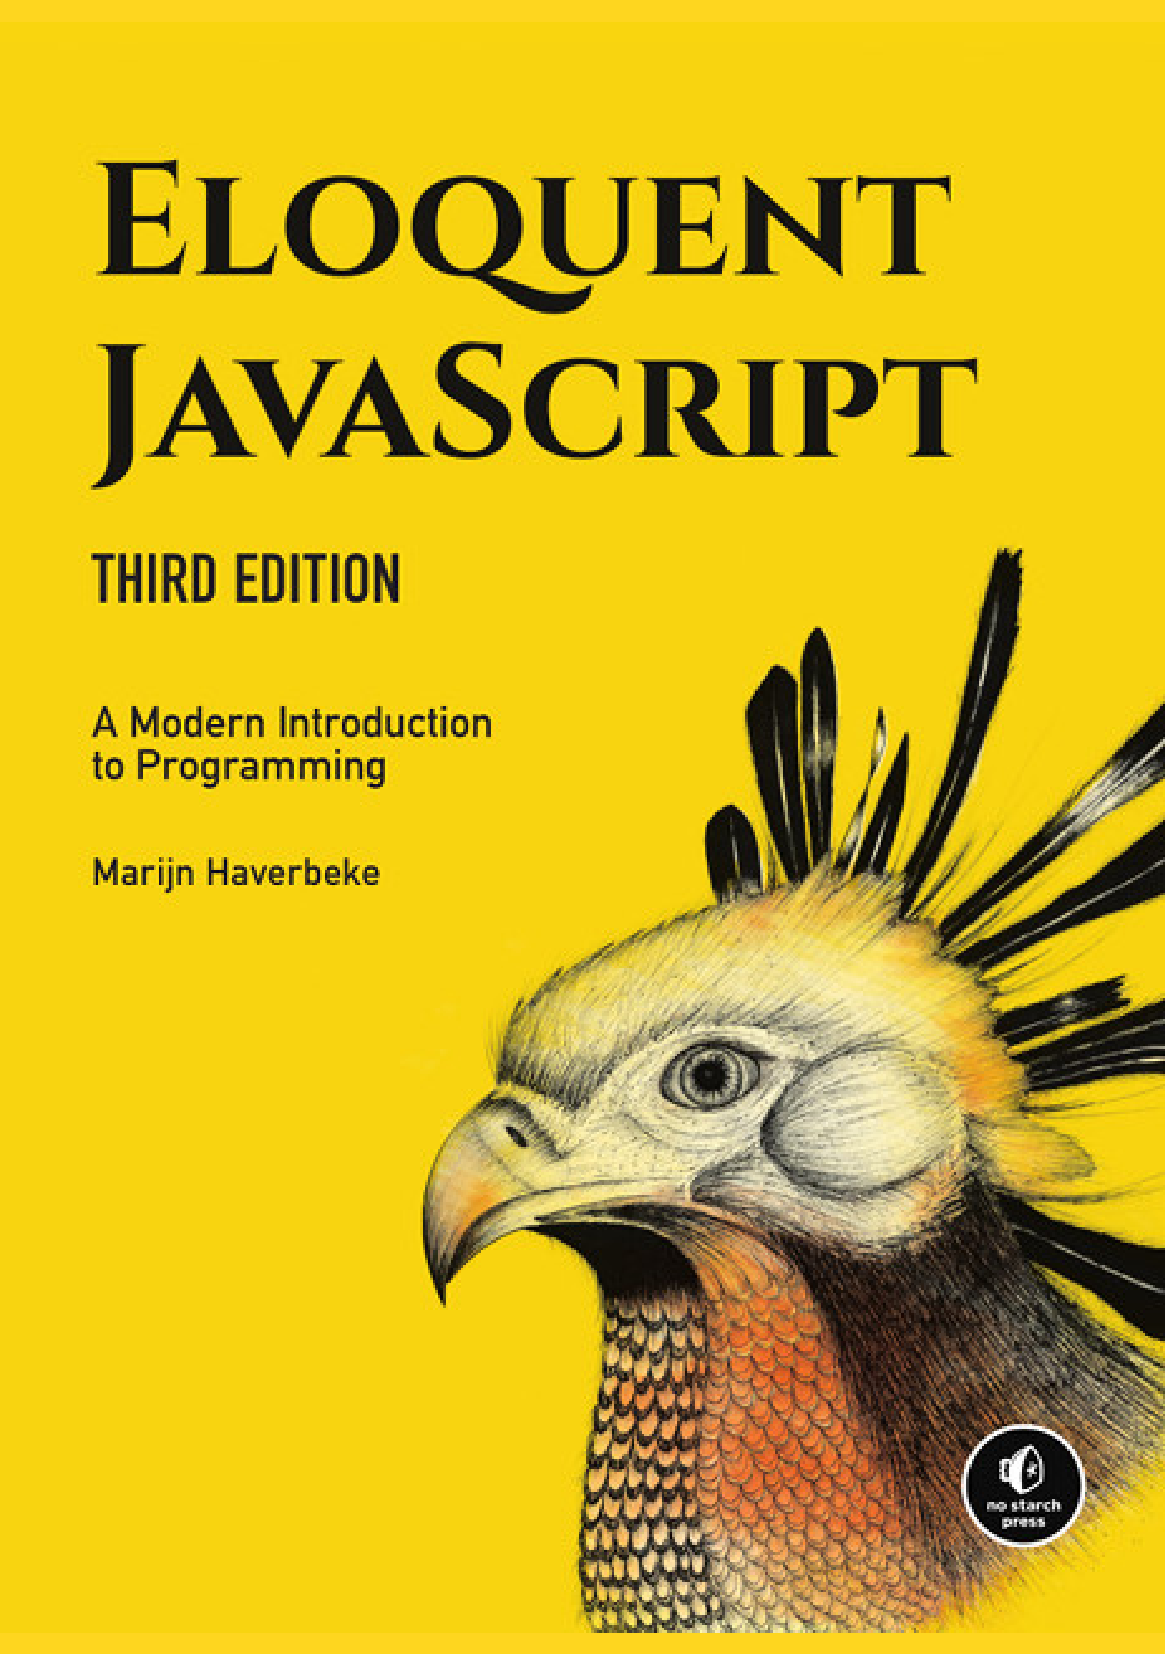 Eloquent
JavaScript
THIRD EDITION
A Modern Introduction
to Programming
Marijn Haverbeke
no starch
press